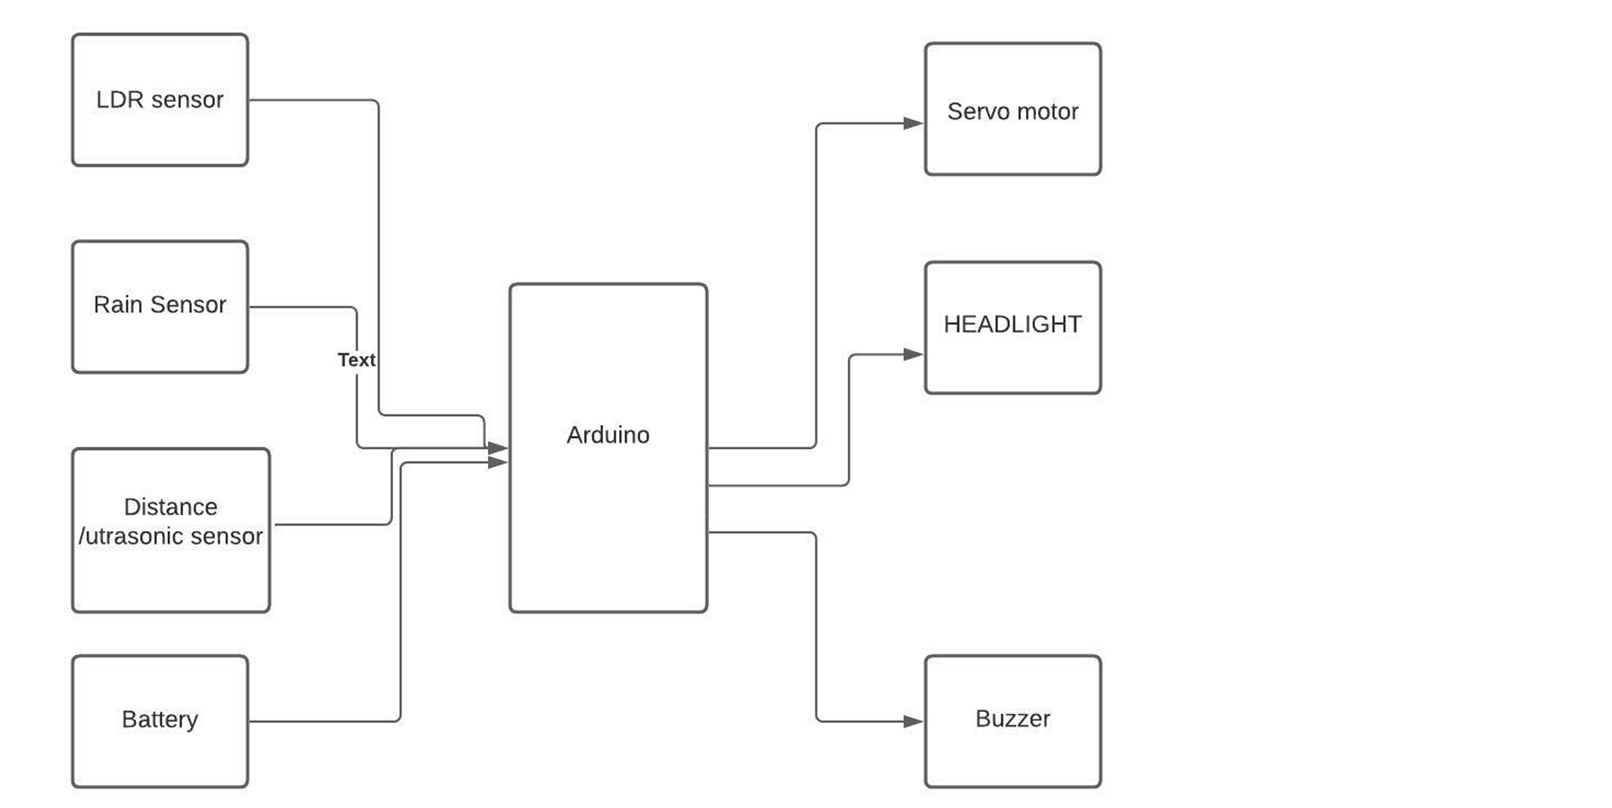 LDR sensor
Servo motor
Rain Sensor
HEADLIGHT
Text
Arduino
Distance
/utrasonic sensor
Battery
Buzzer